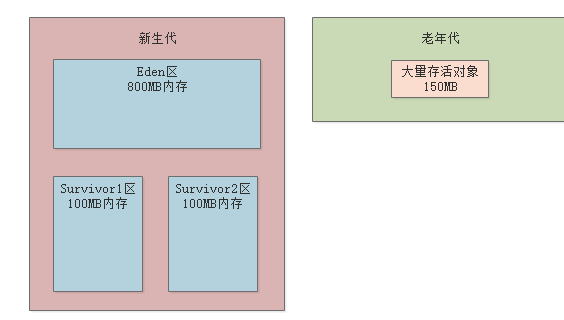 新生代
Eden区
800MB内存
Survivor1区
100MB内存
Survivor2区
100MB内存
老年代
大量存活对象
150MB